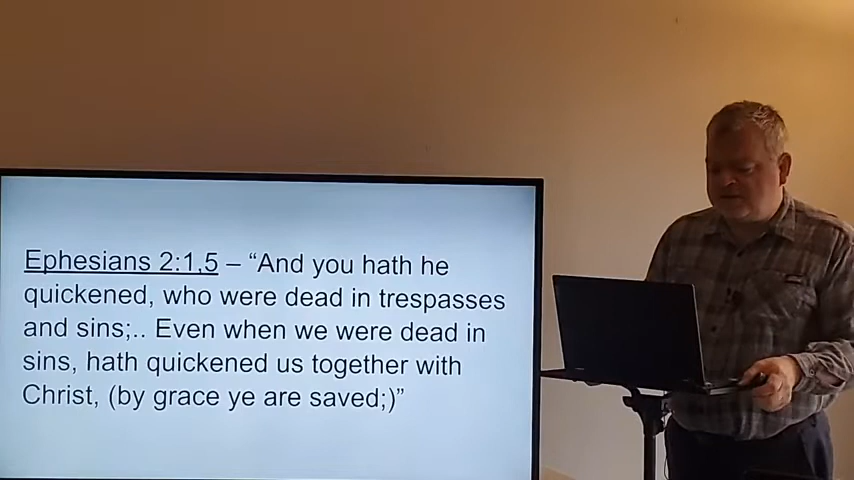 Ephesians 2:1,5 – “And you hath he
quickened, who were dead in trespasses
and sins;.. Even when we were dead in
sins, hath quickened us together with
Christ, (by grace ye are saved;)”